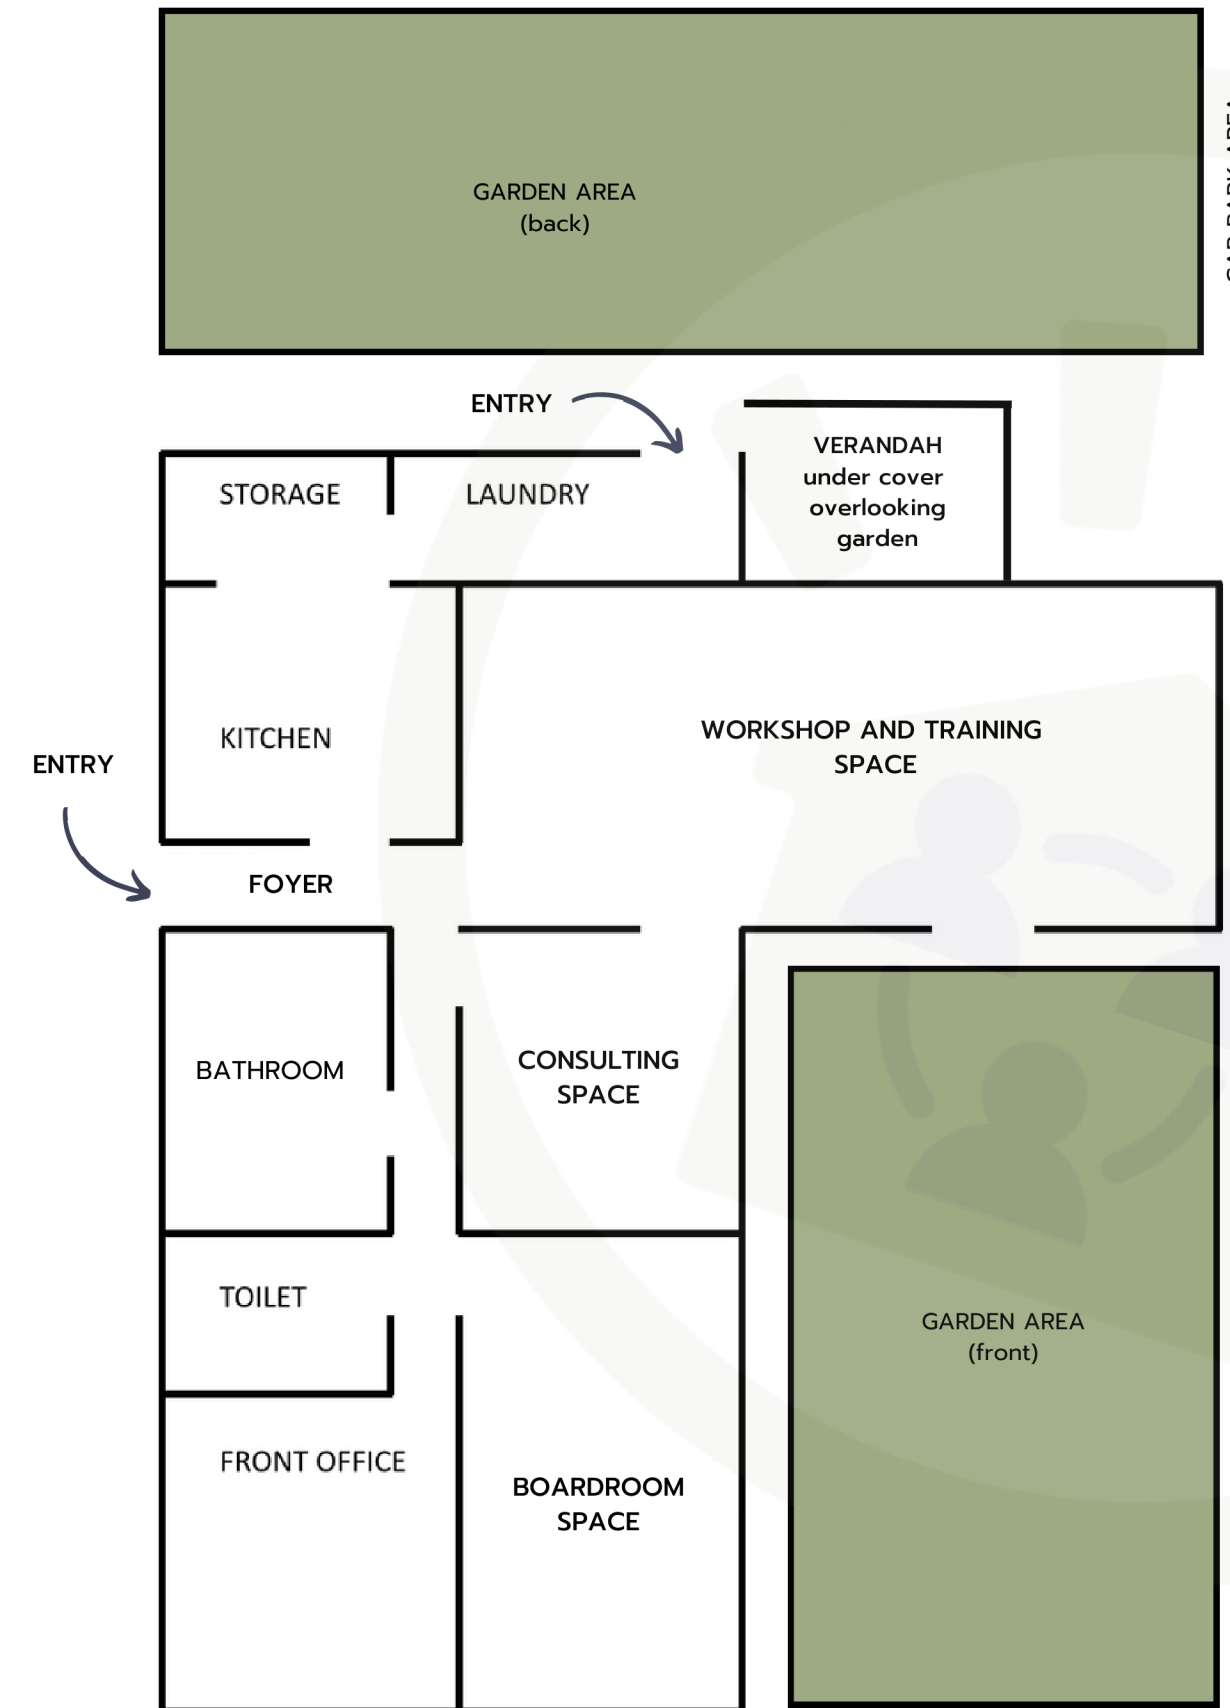 GARDEN AREA
(back)
ENTRY
VERANDAH
under cover
overlooking
garden
STORAGE
LAUNDRY
KITCHEN
WORKSHOP AND TRAINING
SPACE
ENTRY
FOYER
BATHROOM
CONSULTING
SPACE
TOILET
GARDEN AREA
(front)
FRONT OFFICE
BOARDROOM
SPACE